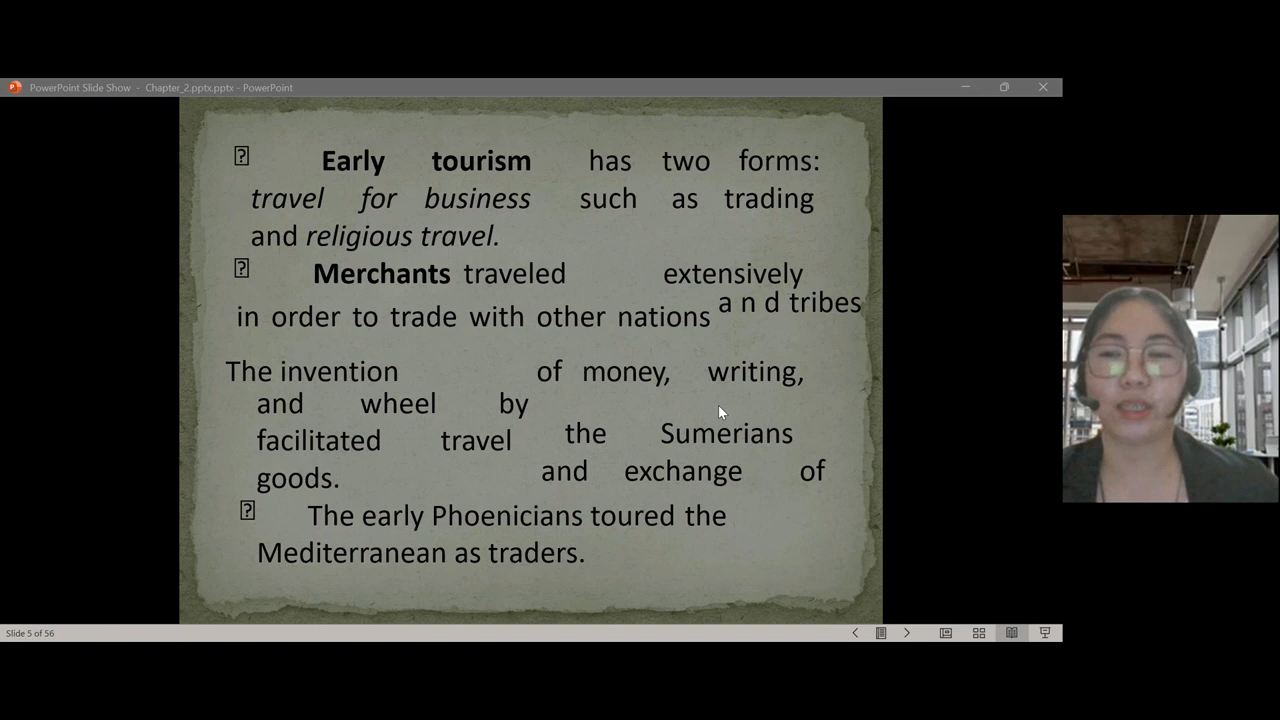 PowerPoint Slide Show - Chapter_2.pptx.pptx - PowerPoint
Early tourism has two forms:
travel for business such as trading
and religious travel.
Merchants traveled extensively
in order to trade with other nations and tribes
The invention of money, writing,
and wheel by the Sumerians
facilitated travel and exchange of
goods.
The early Phoenicians toured the
Mediterranean as traders.
Slide 5 of 56